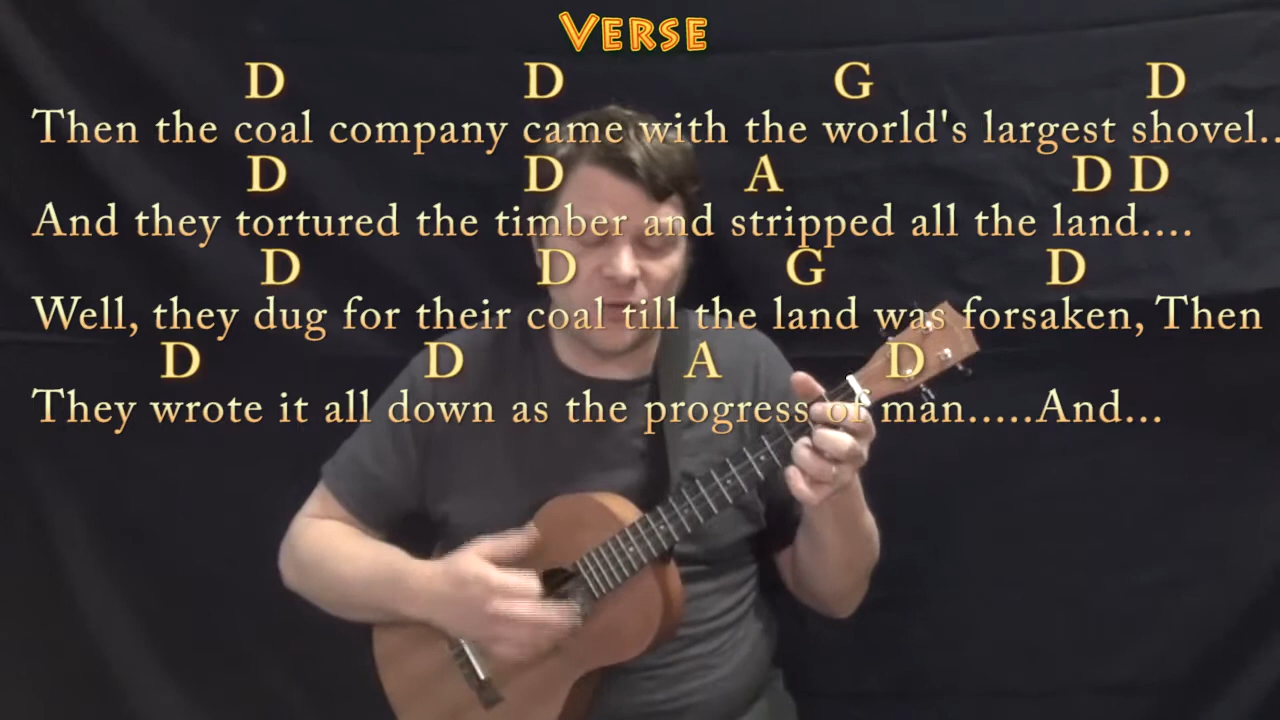 VERSE
D D G D
Then the coal company came with the world's largest shovel..
D D A D D
And they tortured the timber and stripped all the land....
D D G D
Well, they dug for their coal till the land was forsaken, Then
D D A D
They wrote it all down as the progress of man.....And...